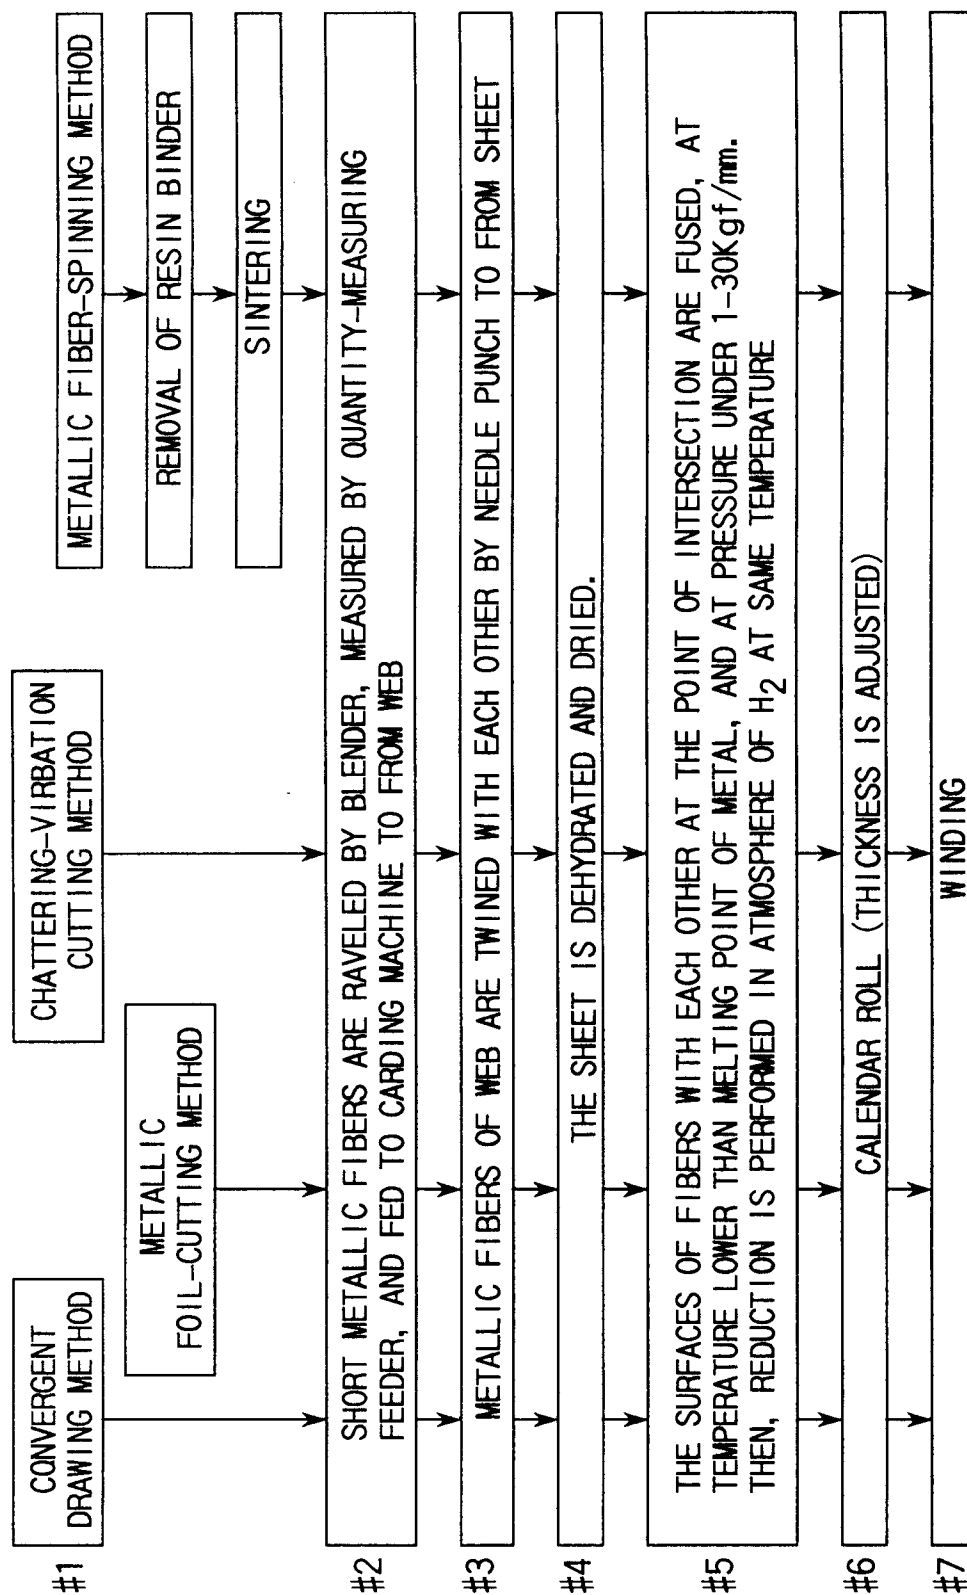 #1
CONVERGENT
DRAWING METHOD
METALLIC
FOIL-CUTTING METHOD
CHATTERING-VIRBATION
CUTTING METHOD
METALLIC FIBER-SPINNING METHOD
REMOVAL OF RESIN BINDER
SINTERING
#2
SHORT METALLIC FIBERS ARE RAVELED BY BLENDER, MEASURED BY QUANTITY-MEASURING
FEEDER, AND FED TO CARDING MACHINE TO FROM WEB
#3
METALLIC FIBERS OF WEB ARE TWINED WITH EACH OTHER BY NEEDLE PUNCH TO FROM SHEET
#4
THE SHEET IS DEHYDRATED AND DRIED.
#5
THE SURFACES OF FIBERS WITH EACH OTHER AT THE POINT OF INTERSECTION ARE FUSED, AT
TEMPERATURE LOWER THAN MELTING POINT OF METAL, AND AT PRESSURE UNDER 1-30Kgf/mm.
THEN, REDUCTION IS PERFORMED IN ATMOSPHERE OF H2 AT SAME TEMPERATURE
#6
CALENDAR ROLL (THICKNESS IS ADJUSTED)
#7
WINDING